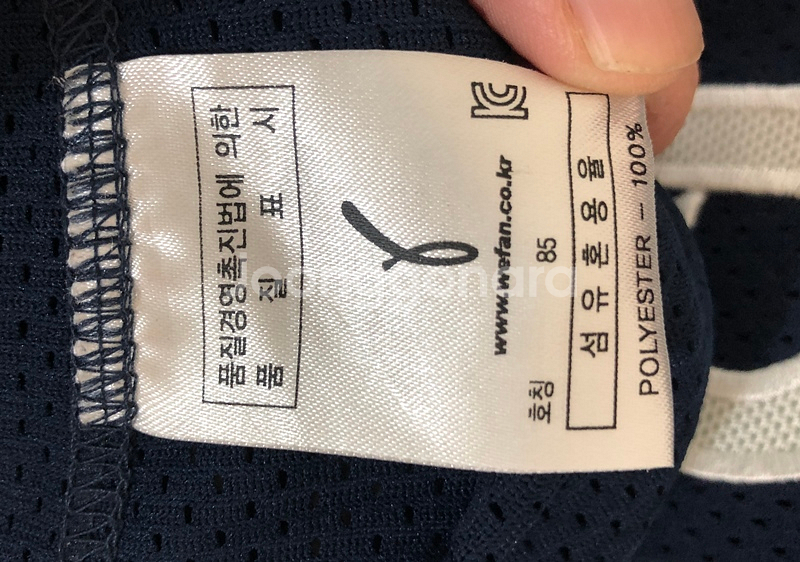 품질경영촉진법에 의한
품 질 표 시
www.wefan.co.kr
호칭 85
섬유혼용율
POLYESTER - 100%